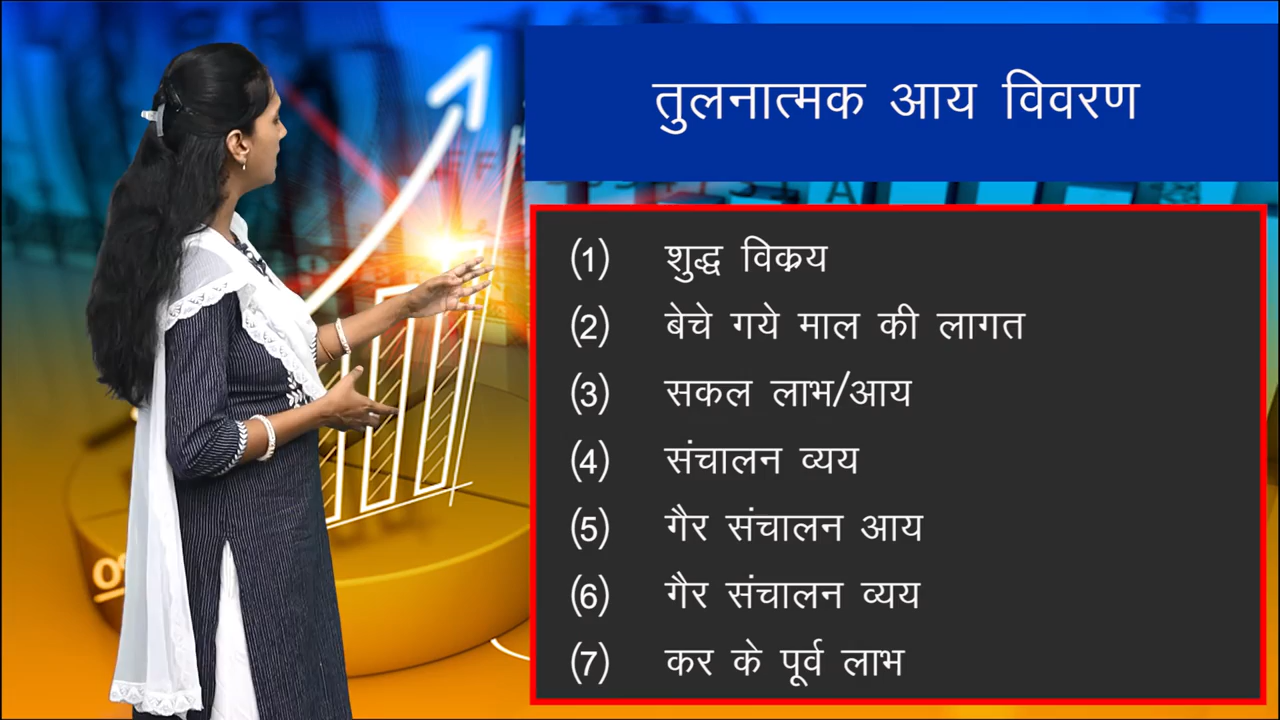 तुलनात्मक आय विवरण
(1) शुद्ध विक्रय
(2) बेचे गये माल की लागत
(3) सकल लाभ/आय
(4) संचालन व्यय
(5) गैर संचालन आय
(6) गैर संचालन व्यय
(7) कर के पूर्व लाभ